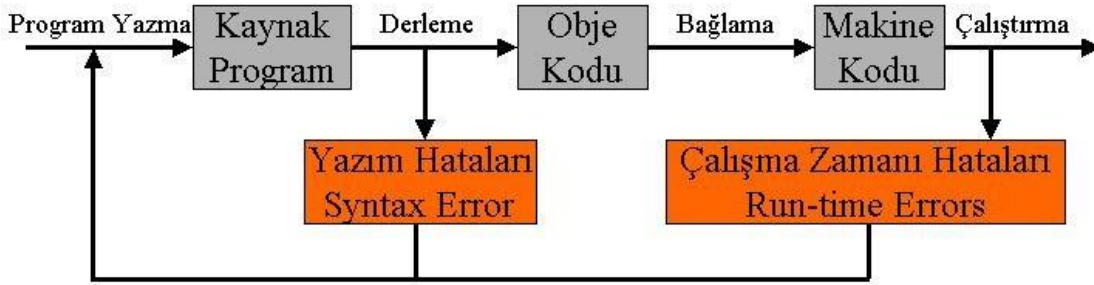 Program Yazma
Kaynak
Program
Derleme
Obje
Kodu
Bağlama
Makine
Kodu
Çalıştırma
Yazım Hataları
Syntax Error
Çalışma Zamanı Hataları
Run-time Errors